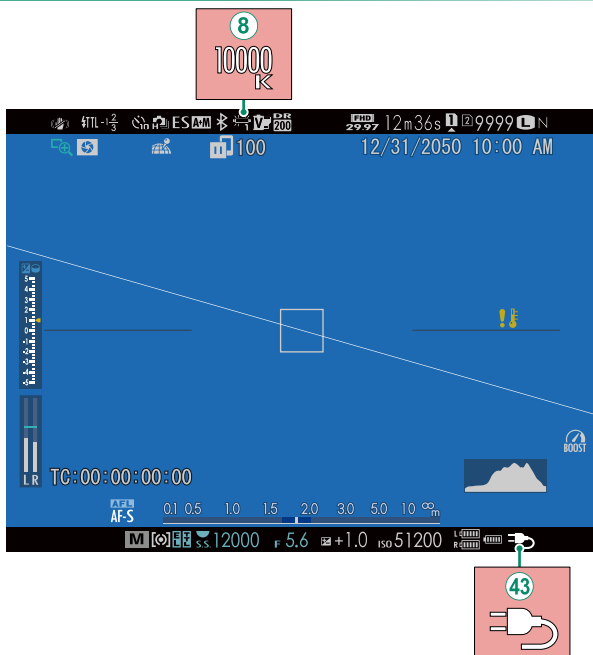 8
10000
K
TTL -1 2/3 in ES A+M V DR 200 FHD 29.97 12m36s 1 2 9999 L N
100 12/31/2050 10:00 AM
5
4
3
2
1
0
-1
-2
-3
-4
-5
BOOST
L R
TC:00:00:00:00
AFL
AF-S 0.1 0.5 1.0 1.5 2.0 3.0 5.0 10 ∞ m
M S.S. 12000 F 5.6 +1.0 ISO 51200 L R
43